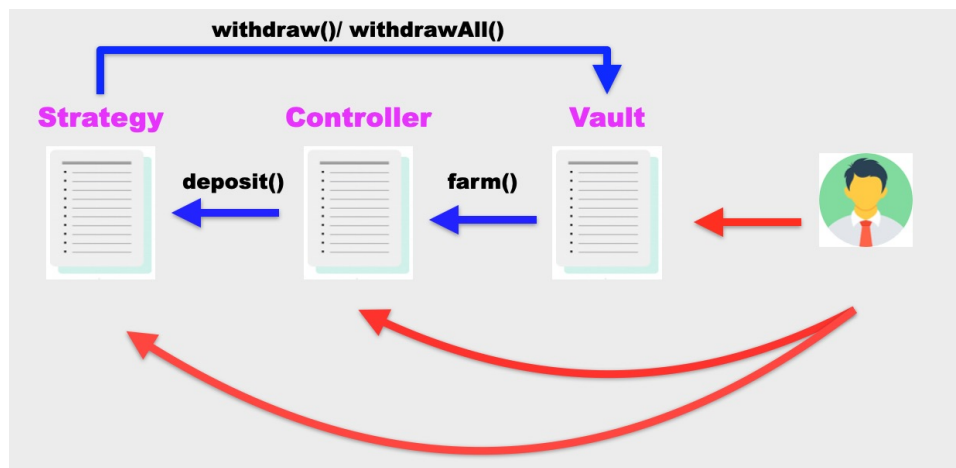 withdraw()/ withdrawAll()
Strategy
Controller
Vault
deposit()
farm()